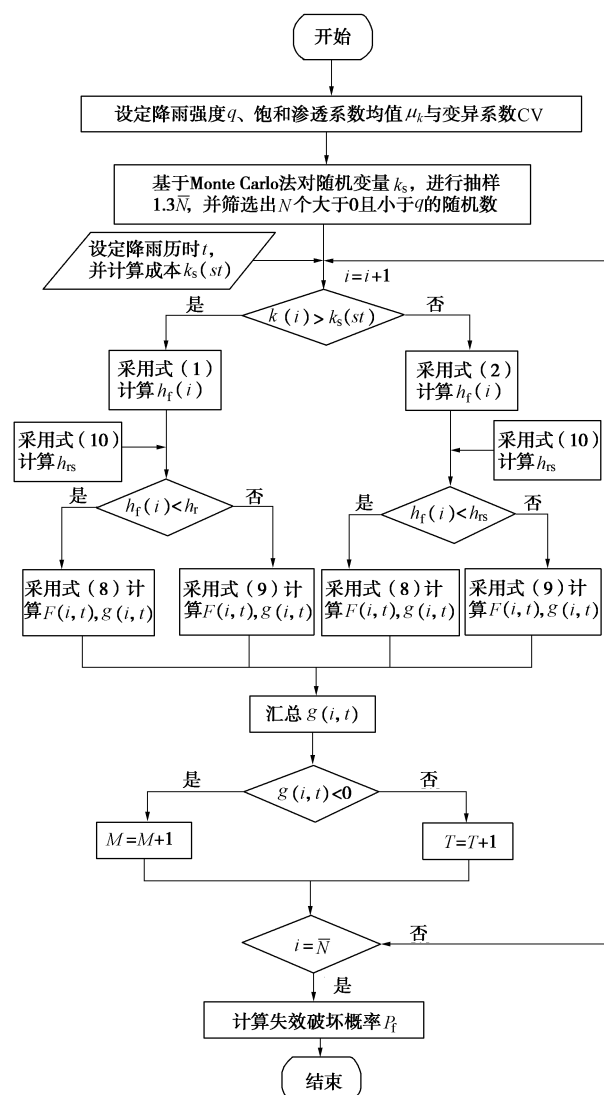 开始
设定降雨强度q、饱和渗透系数均值μk与变异系数CV
基于Monte Carlo法对随机变量ks，进行抽样
1.3N̅，并筛选出N个大于0且小于q的随机数
设定降雨历时t，
并计算成本ks(st)
i=i+1
k(i)>ks(st)
是
否
采用式（1）
计算hf(i)
采用式（2）
计算hf(i)
采用式（10）
计算hrs
采用式（10）
计算hrs
hf(i)<hr
是
否
hf(i)<hrs
是
否
采用式（8）计
算F(i,t),g(i,t)
采用式（9）计
算F(i,t),g(i,t)
采用式（8）计
算F(i,t),g(i,t)
采用式（9）计
算F(i,t),g(i,t)
汇总g(i,t)
g(i,t)<0
是
否
M=M+1
T=T+1
i=N̅
否
是
计算失效破坏概率Pf
结束